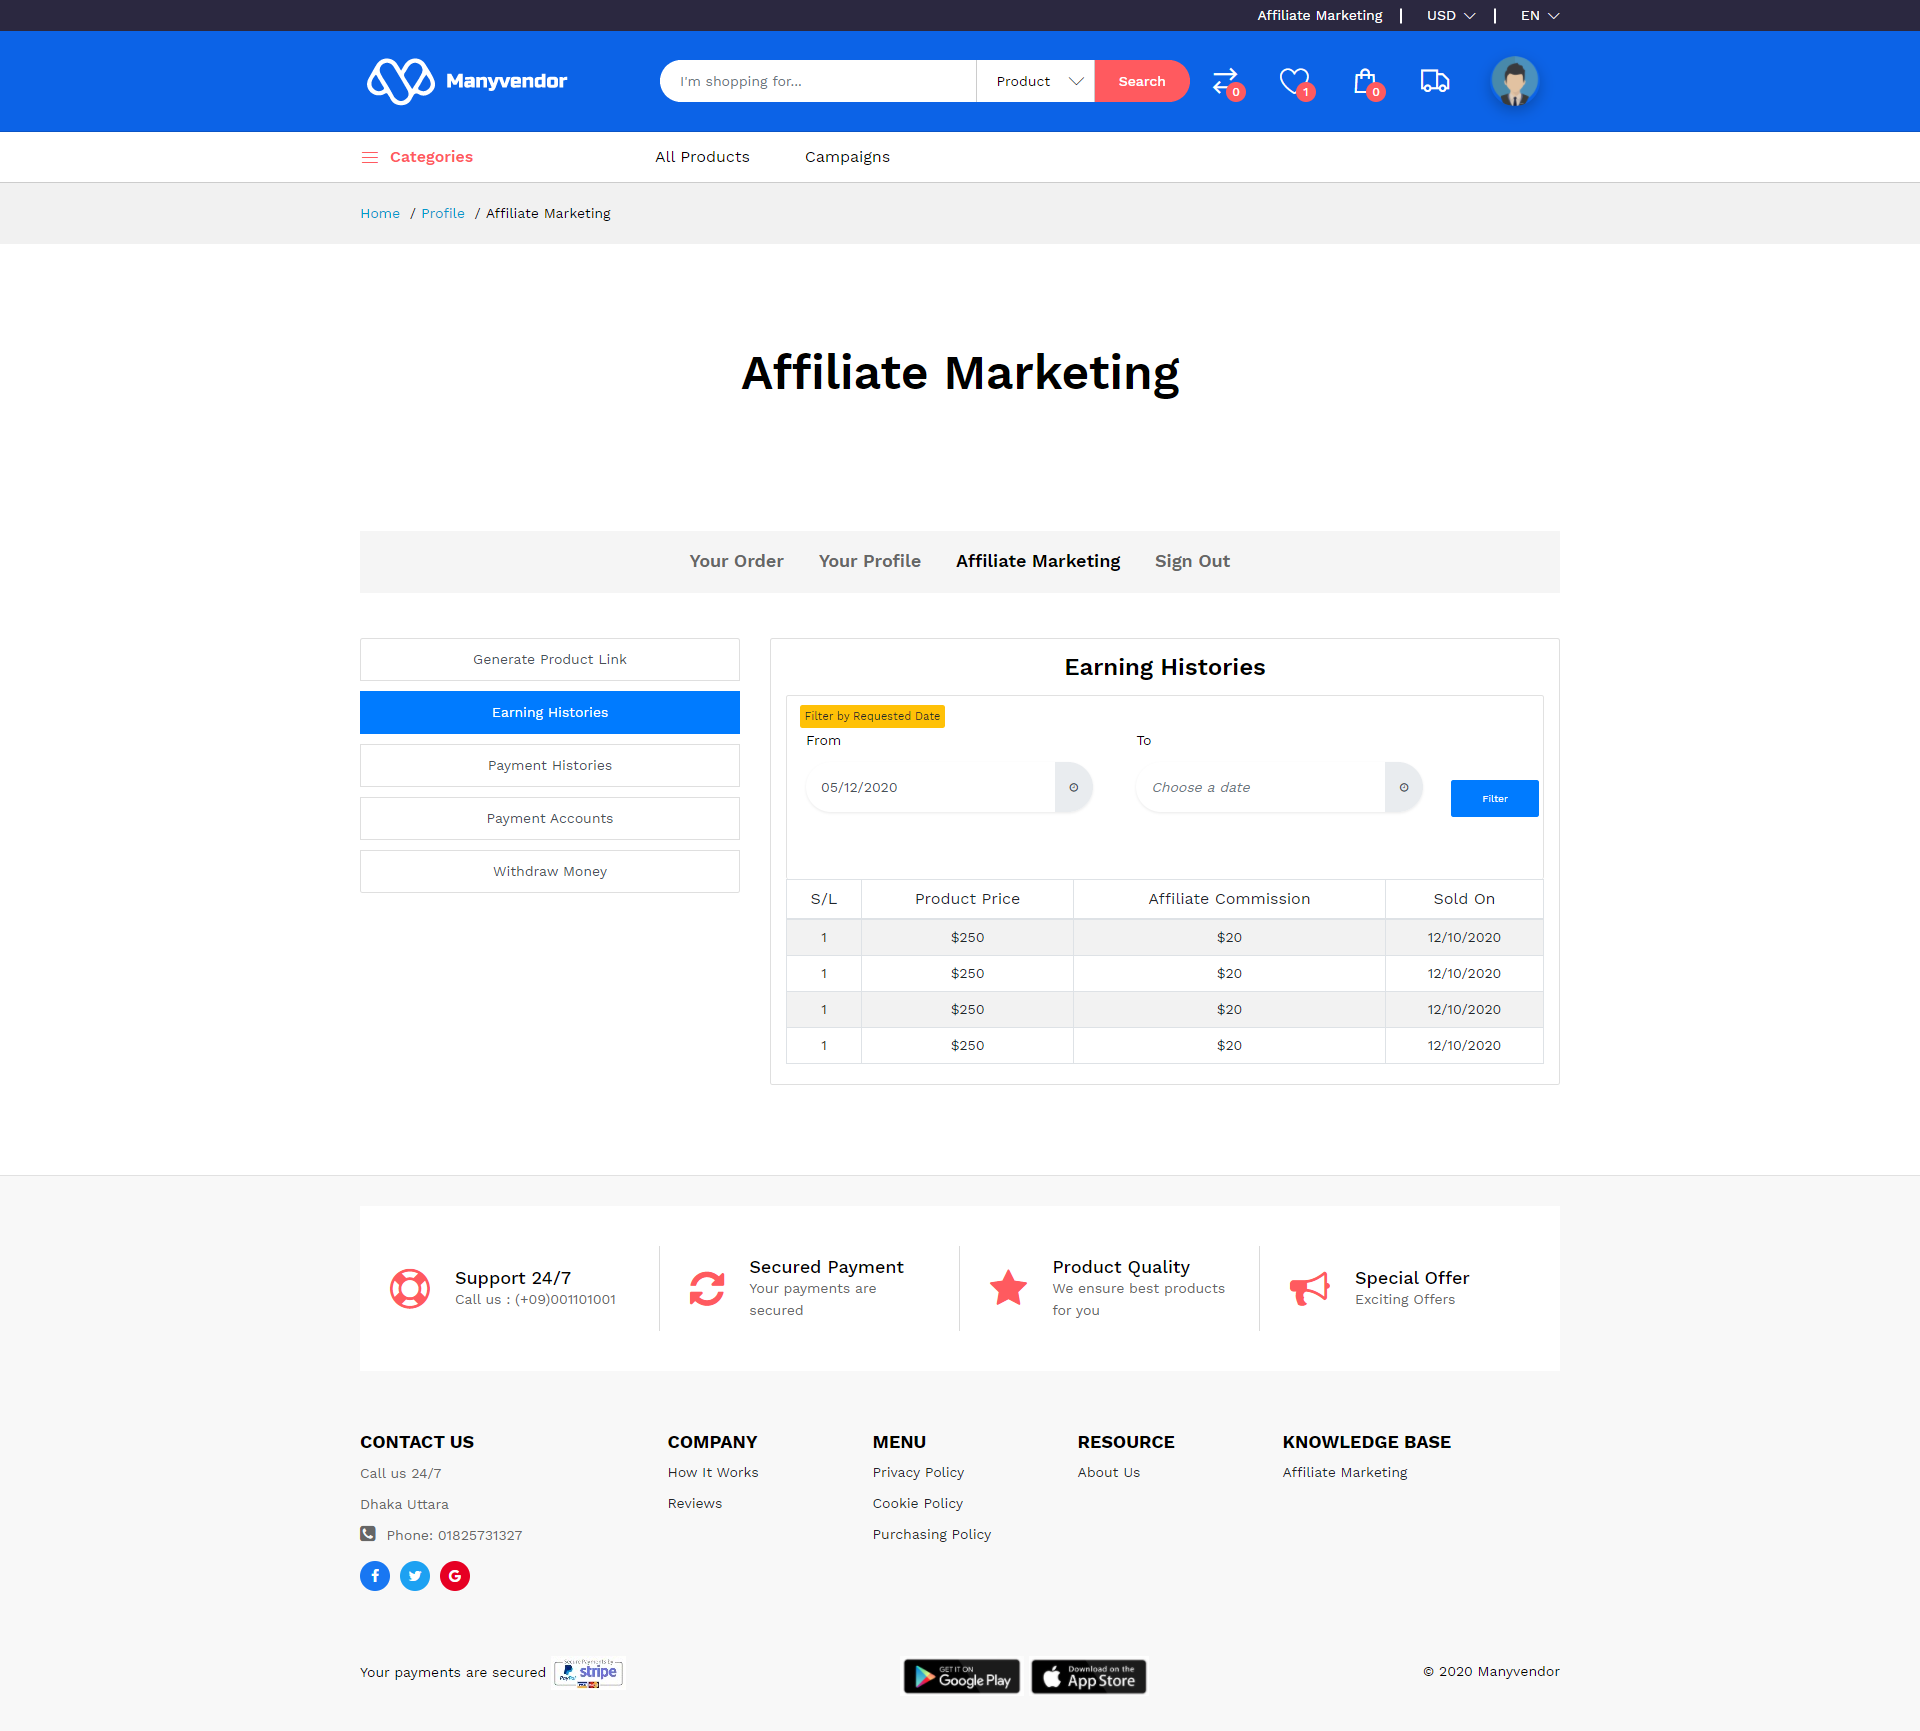 Affiliate Marketing | USD | EN
Manyvendor
I'm shopping for...
Product
Search
0
1
0
Categories
All Products
Campaigns
Home / Profile / Affiliate Marketing
Affiliate Marketing
Your Order
Your Profile
Affiliate Marketing
Sign Out
Generate Product Link
Earning Histories
Payment Histories
Payment Accounts
Withdraw Money
Earning Histories
Filter by Requested Date
From
To
05/12/2020
Choose a date
Filter
S/L Product Price Affiliate Commission Sold On
1 $250 $20 12/10/2020
1 $250 $20 12/10/2020
1 $250 $20 12/10/2020
1 $250 $20 12/10/2020
Support 24/7
Call us : (+09)001101001
Secured Payment
Your payments are
secured
Product Quality
We ensure best products
for you
Special Offer
Exciting Offers
CONTACT US
Call us 24/7
Dhaka Uttara
Phone: 01825731327
COMPANY
How It Works
Reviews
MENU
Privacy Policy
Cookie Policy
Purchasing Policy
RESOURCE
About Us
KNOWLEDGE BASE
Affiliate Marketing
Your payments are secured
Secure Payments by
PayPal stripe
GET IT ON
Google Play
Download on the
App Store
© 2020 Manyvendor